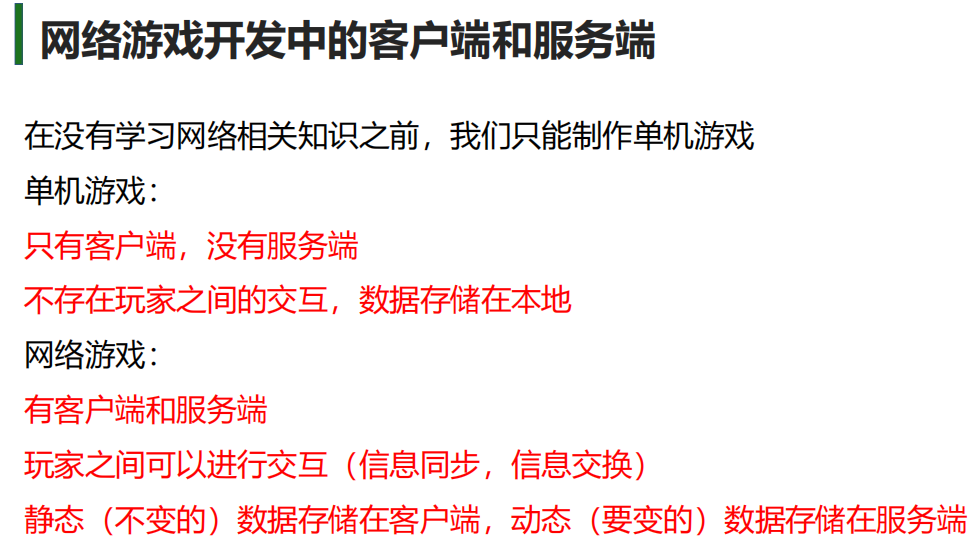 网络游戏开发中的客户端和服务端
在没有学习网络相关知识之前，我们只能制作单机游戏
单机游戏：
只有客户端，没有服务端
不存在玩家之间的交互，数据存储在本地
网络游戏：
有客户端和服务端
玩家之间可以进行交互（信息同步，信息交换）
静态（不变的）数据存储在客户端，动态（要变的）数据存储在服务端